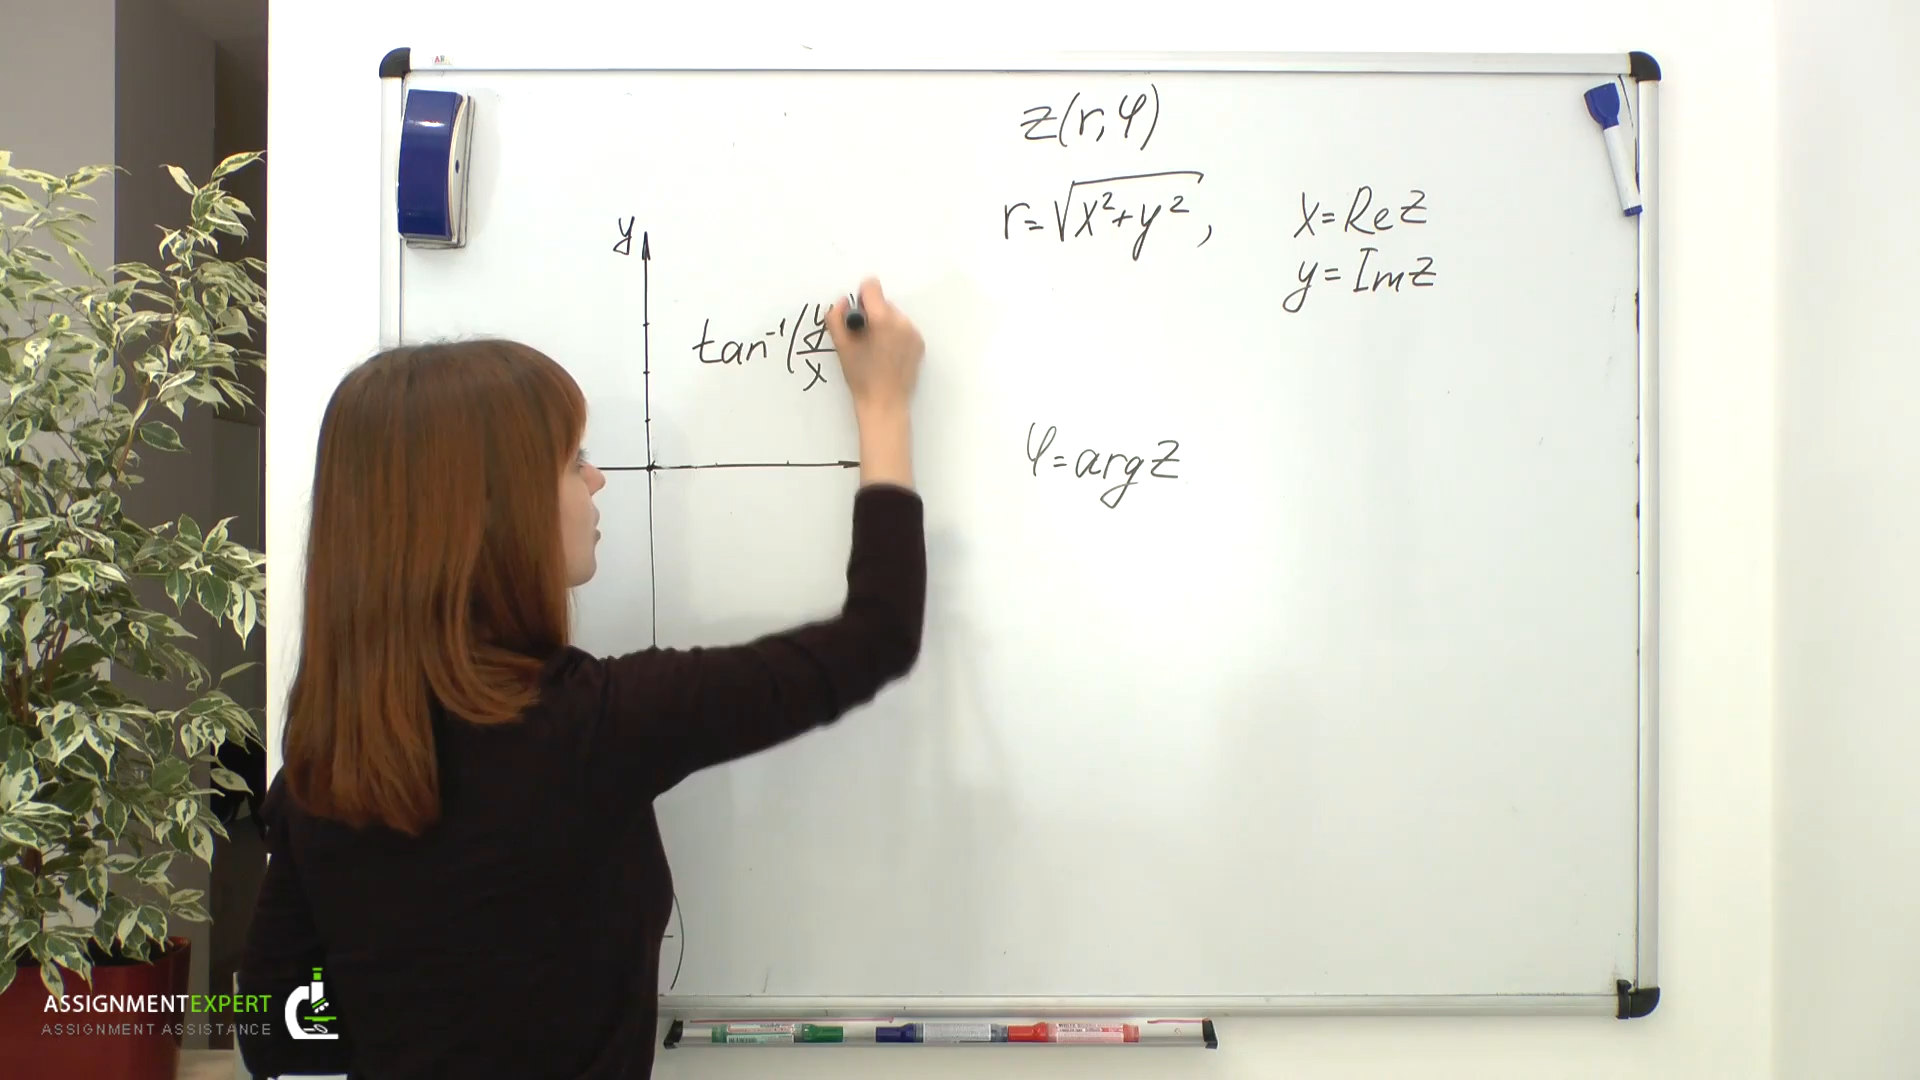 z(r, φ)
r = √x² + y² ,
x = Re z
y = Im z
y
tan⁻¹(y/x
φ = arg z
ASSIGNMENTEXPERT
ASSIGNMENT ASSISTANCE